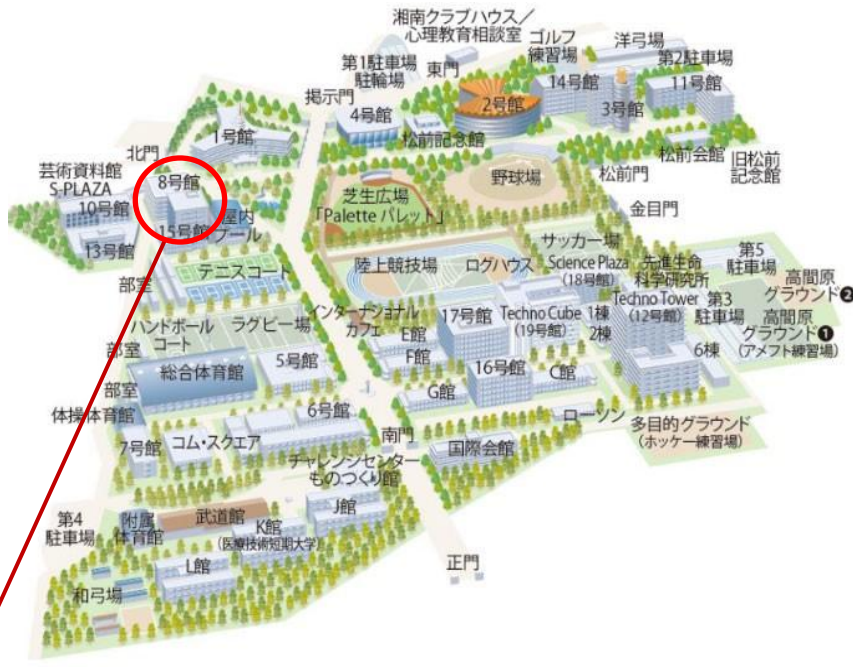 湘南クラブハウス／
心理教育相談室
ゴルフ
練習場
洋弓場
第1駐車場
駐輪場
東門
第2駐車場
掲示門
4号館
2号館
14号館
3号館
11号館
1号館
松前記念館
北門
松前会館
旧松前
記念館
芸術資料館
S-PLAZA
8号館
10号館
15号館
屋内
プール
13号館
芝生広場
「Palette パレット」
野球場
松前門
金目門
サッカー場
部室
テニスコート
陸上競技場
ログハウス
Science Plaza
(18号館)
先進生命
科学研究所
第5
駐車場
高間原
グラウンド❷
ハンドボール
コート
ラグビー場
インターナショナル
カフェ
E館
F館
17号館
Techno Cube
(19号館)
1棟
2棟
Techno Tower
(12号館)
第3
駐車場
高間原
グラウンド❶
(アメフト練習場)
部室
総合体育館
5号館
16号館
C館
6棟
部室
体操体育館
6号館
G館
ローソン
多目的グラウンド
(ホッケー練習場)
7号館
コム・スクエア
南門
国際会館
チャレンジセンター
ものつくり館
第4
駐車場
附属
体育館
武道館
J館
K館
(医療技術短期大学)
L館
正門
和弓場